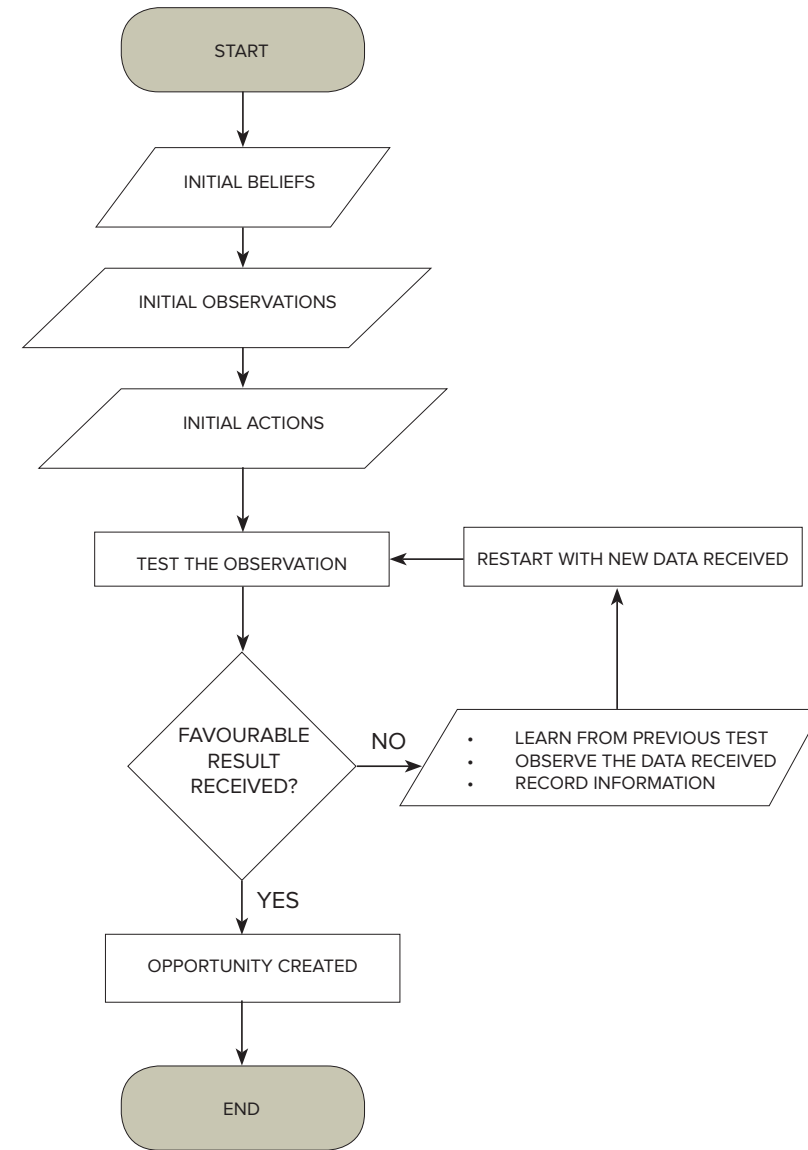 START
INITIAL BELIEFS
INITIAL OBSERVATIONS
INITIAL ACTIONS
TEST THE OBSERVATION
RESTART WITH NEW DATA RECEIVED
FAVOURABLE
RESULT
RECEIVED?
NO
• LEARN FROM PREVIOUS TEST
• OBSERVE THE DATA RECEIVED
• RECORD INFORMATION
YES
OPPORTUNITY CREATED
END